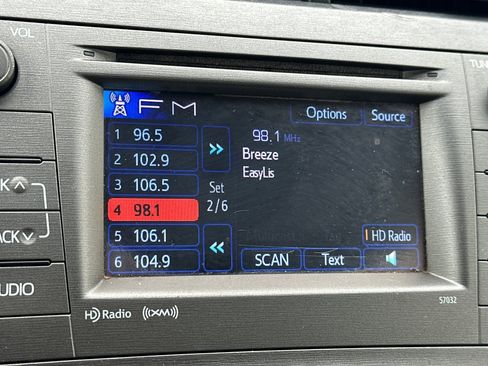 VOL
TUN
FM
Options
Source
1 96.5
2 102.9
3 106.5
4 98.1
5 106.1
6 104.9
Set
2/6
98.1 MHz
Breeze
EasyLis
HD Radio
SCAN
Text
ACK
UDIO
HD Radio
((XM))
57032